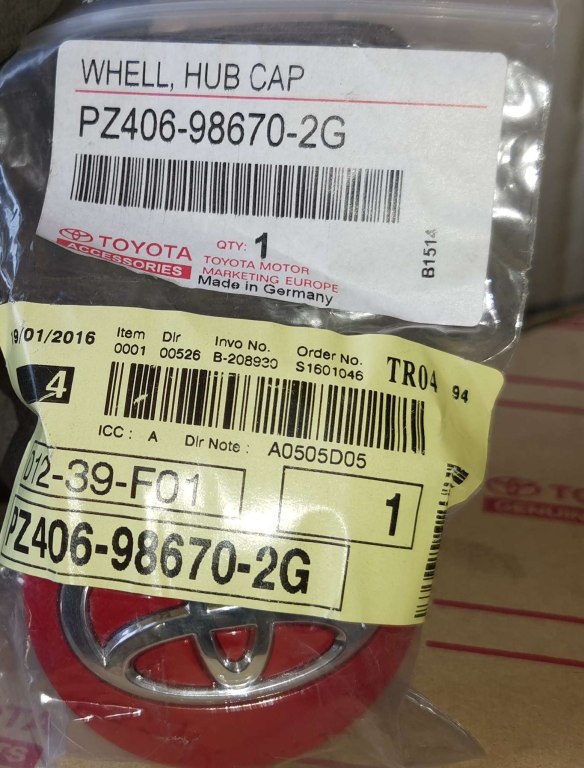 WHELL, HUB CAP
PZ406-98670-2G
TOYOTA
ACCESSORIES
QTY: 1
TOYOTA MOTOR
MARKETING EUROPE
Made in Germany
B1514
19/01/2016
Item
0001
Dlr
00526
Invo No.
B-208930
Order No.
S1601046
TR04
94
4
ICC : A
Dlr Note :
A0505D05
D12-39-F01
1
PZ406-98670-2G